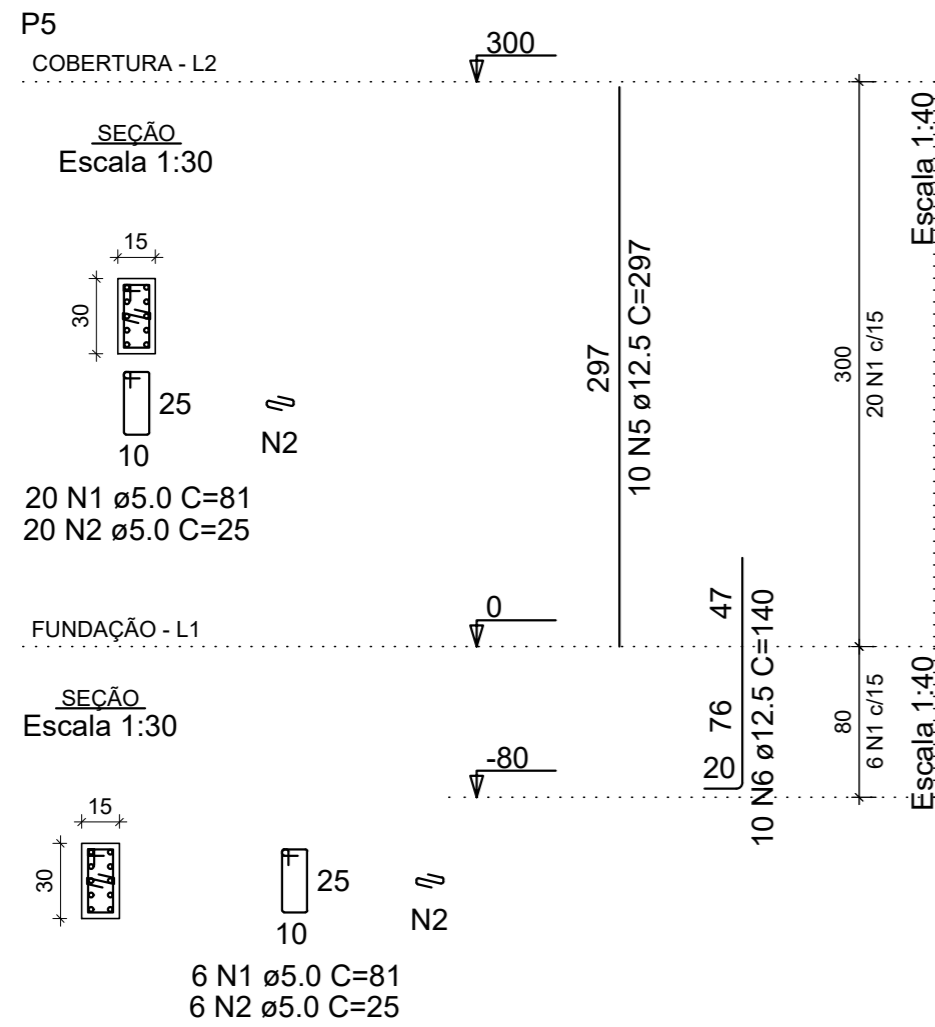 P5
COBERTURA - L2
300
SEÇÃO
Escala 1:30
Escala 1:40
15
30
25
10
N2
20 N1 ø5.0 C=81
20 N2 ø5.0 C=25
297
10 N5 ø12.5 C=297
300
20 N1 c/15
FUNDAÇÃO - L1
0
47
76
20
10 N6 ø12.5 C=140
SEÇÃO
Escala 1:30
-80
80
6 N1 c/15
Escala 1:40
15
30
25
10
N2
6 N1 ø5.0 C=81
6 N2 ø5.0 C=25